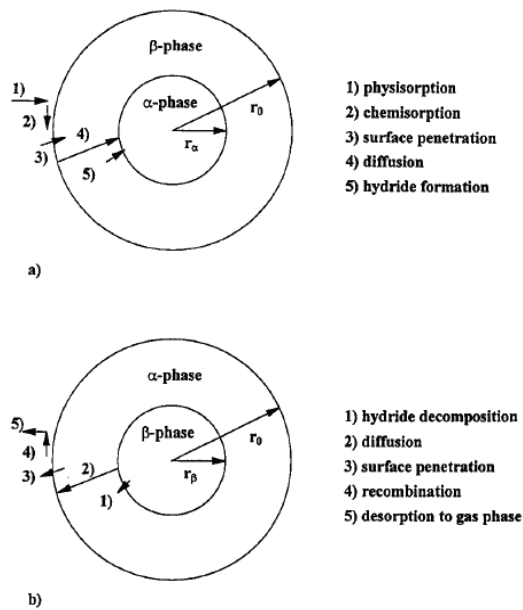 β-phase
1)
α-phase
2)
r₀
4)
3)
rα
5)
1) physisorption
2) chemisorption
3) surface penetration
4) diffusion
5) hydride formation
a)
α-phase
5)
β-phase
4)
r₀
2)
3)
rβ
1)
1) hydride decomposition
2) diffusion
3) surface penetration
4) recombination
5) desorption to gas phase
b)